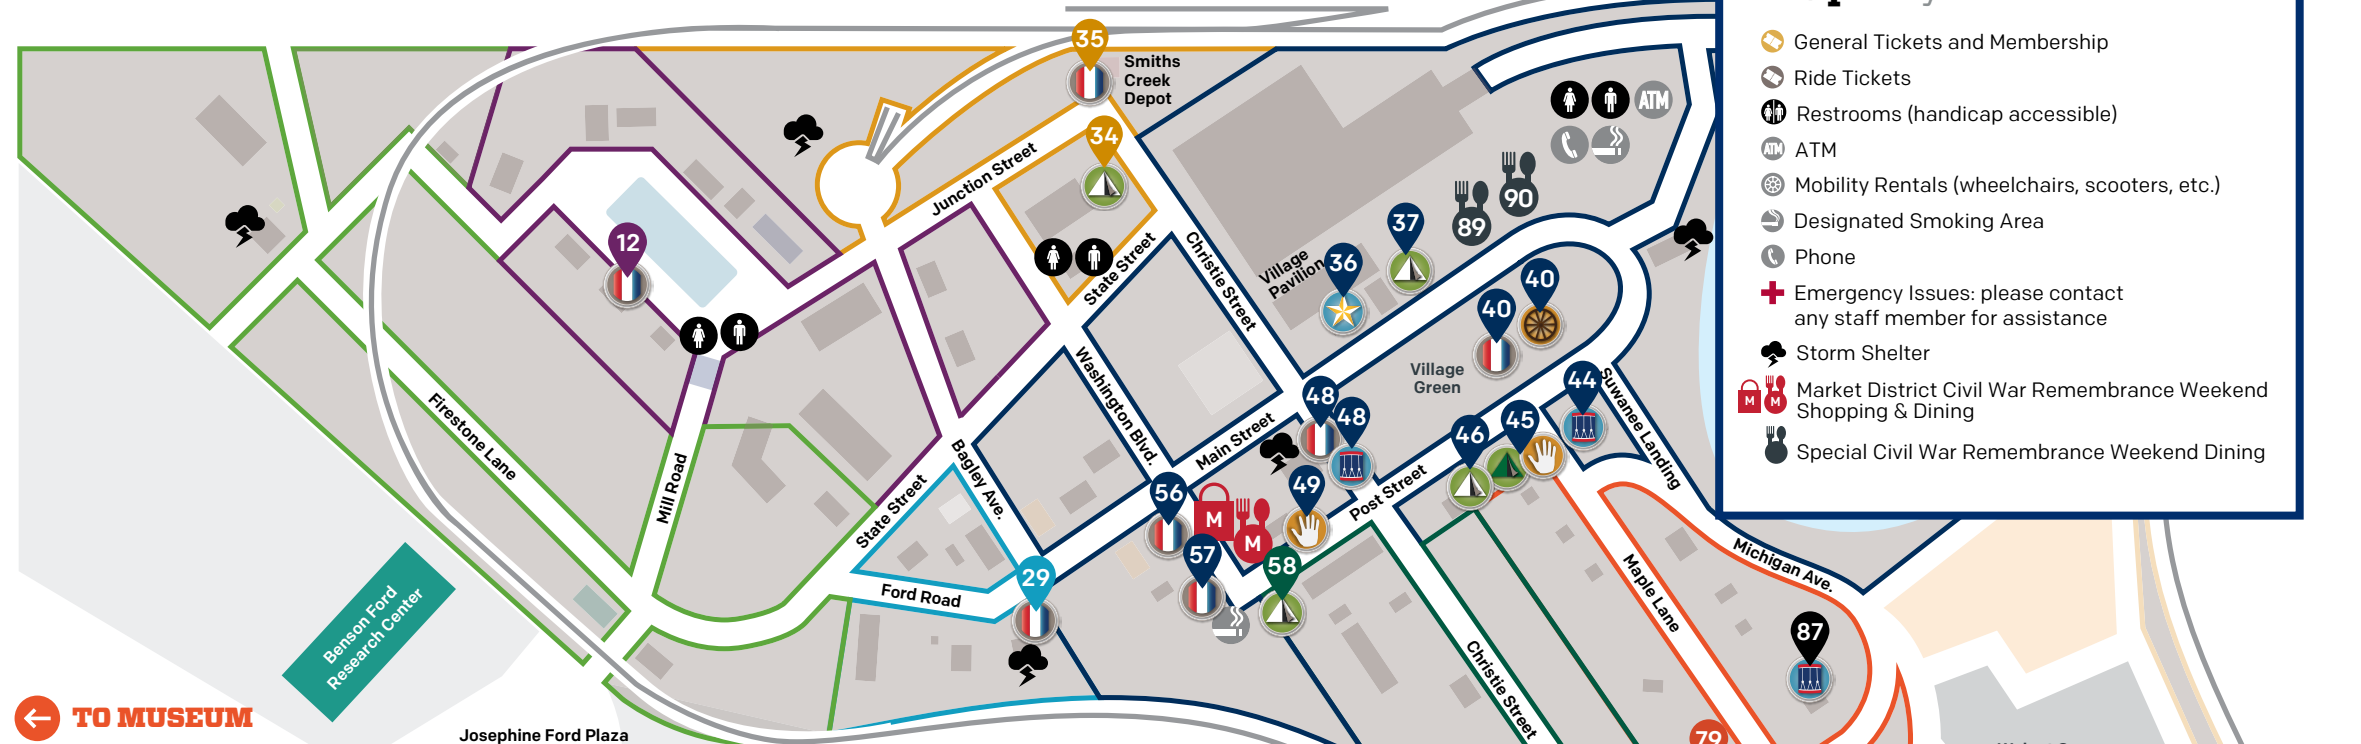 35
Smiths
Creek
Depot
34
Junction Street
12
State Street
Christie Street
Village
Pavilion
36
37
89
90
ATM
40
40
Village
Green
48
48
44
45
46
Suwanee Landing
Washington Blvd.
Main Street
Firestone Lane
Mill Road
Bagley Ave.
State Street
56
M
M
49
Post Street
57
58
29
Ford Road
Maple Lane
Michigan Ave.
87
Christie Street
79
Benson Ford
Research Center
TO MUSEUM
Josephine Ford Plaza
General Tickets and Membership
Ride Tickets
Restrooms (handicap accessible)
ATM ATM
Mobility Rentals (wheelchairs, scooters, etc.)
Designated Smoking Area
Phone
Emergency Issues: please contact
any staff member for assistance
Storm Shelter
M M Market District Civil War Remembrance Weekend
Shopping & Dining
Special Civil War Remembrance Weekend Dining